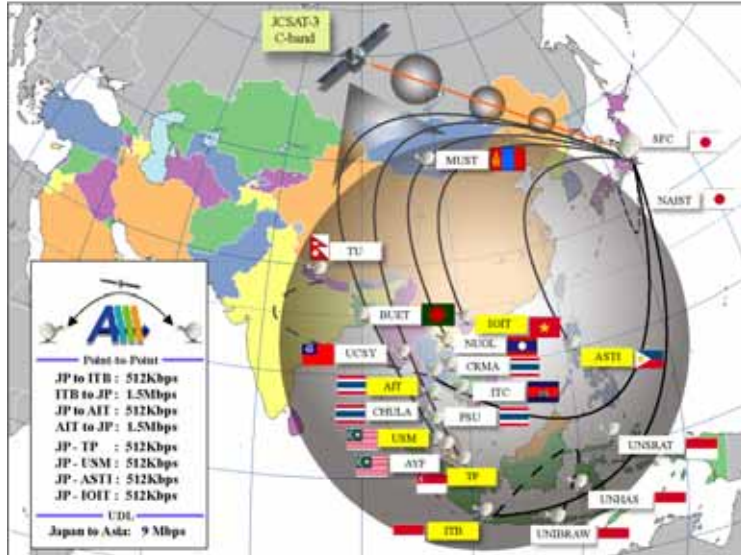 JCSAT-3
C-band
SFC
MUST
NAIST
TU
BUET
IOIT
UCSY
NUOL
ASTI
CRMA
AIT
ITC
CHULA
PSU
USM
UNSRAT
AYF
TP
UNHAS
ITB
UNIBRAW
AI
Point-to-Point
JP to ITB : 512Kbps
ITB to JP : 1.5Mbps
JP to AIT : 512Kbps
AIT to JP : 1.5Mbps
JP - TP : 512Kbps
JP - USM : 512Kbps
JP - ASTI : 512Kbps
JP - IOIT : 512Kbps
UDL
Japan to Asia: 9 Mbps